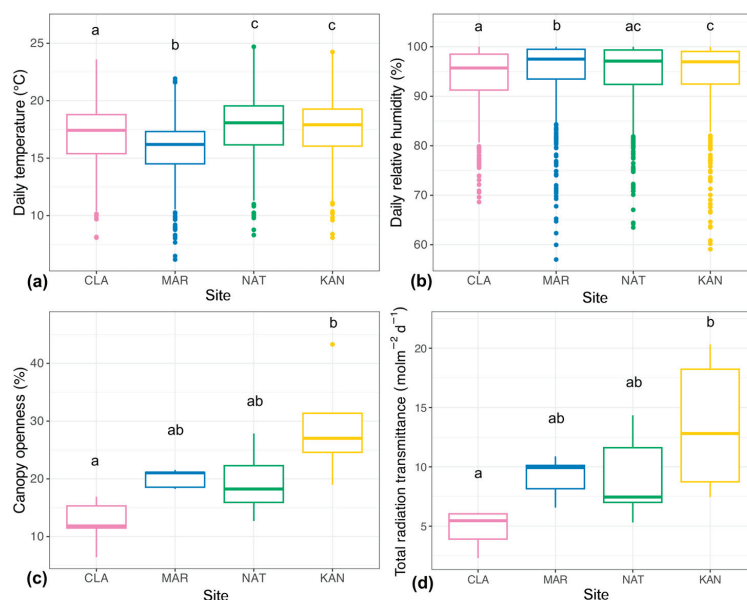 a b c c
25
20
15
10
Daily temperature (°C)
(a)
CLA MAR NAT KAN
Site
a b ac c
100
90
80
70
60
Daily relative humidity (%)
(b)
CLA MAR NAT KAN
Site
a ab ab b
40
30
20
10
Canopy openness (%)
(c)
CLA MAR NAT KAN
Site
a ab ab b
20
15
10
5
Total radiation transmittance (molm⁻² d⁻¹)
(d)
CLA MAR NAT KAN
Site